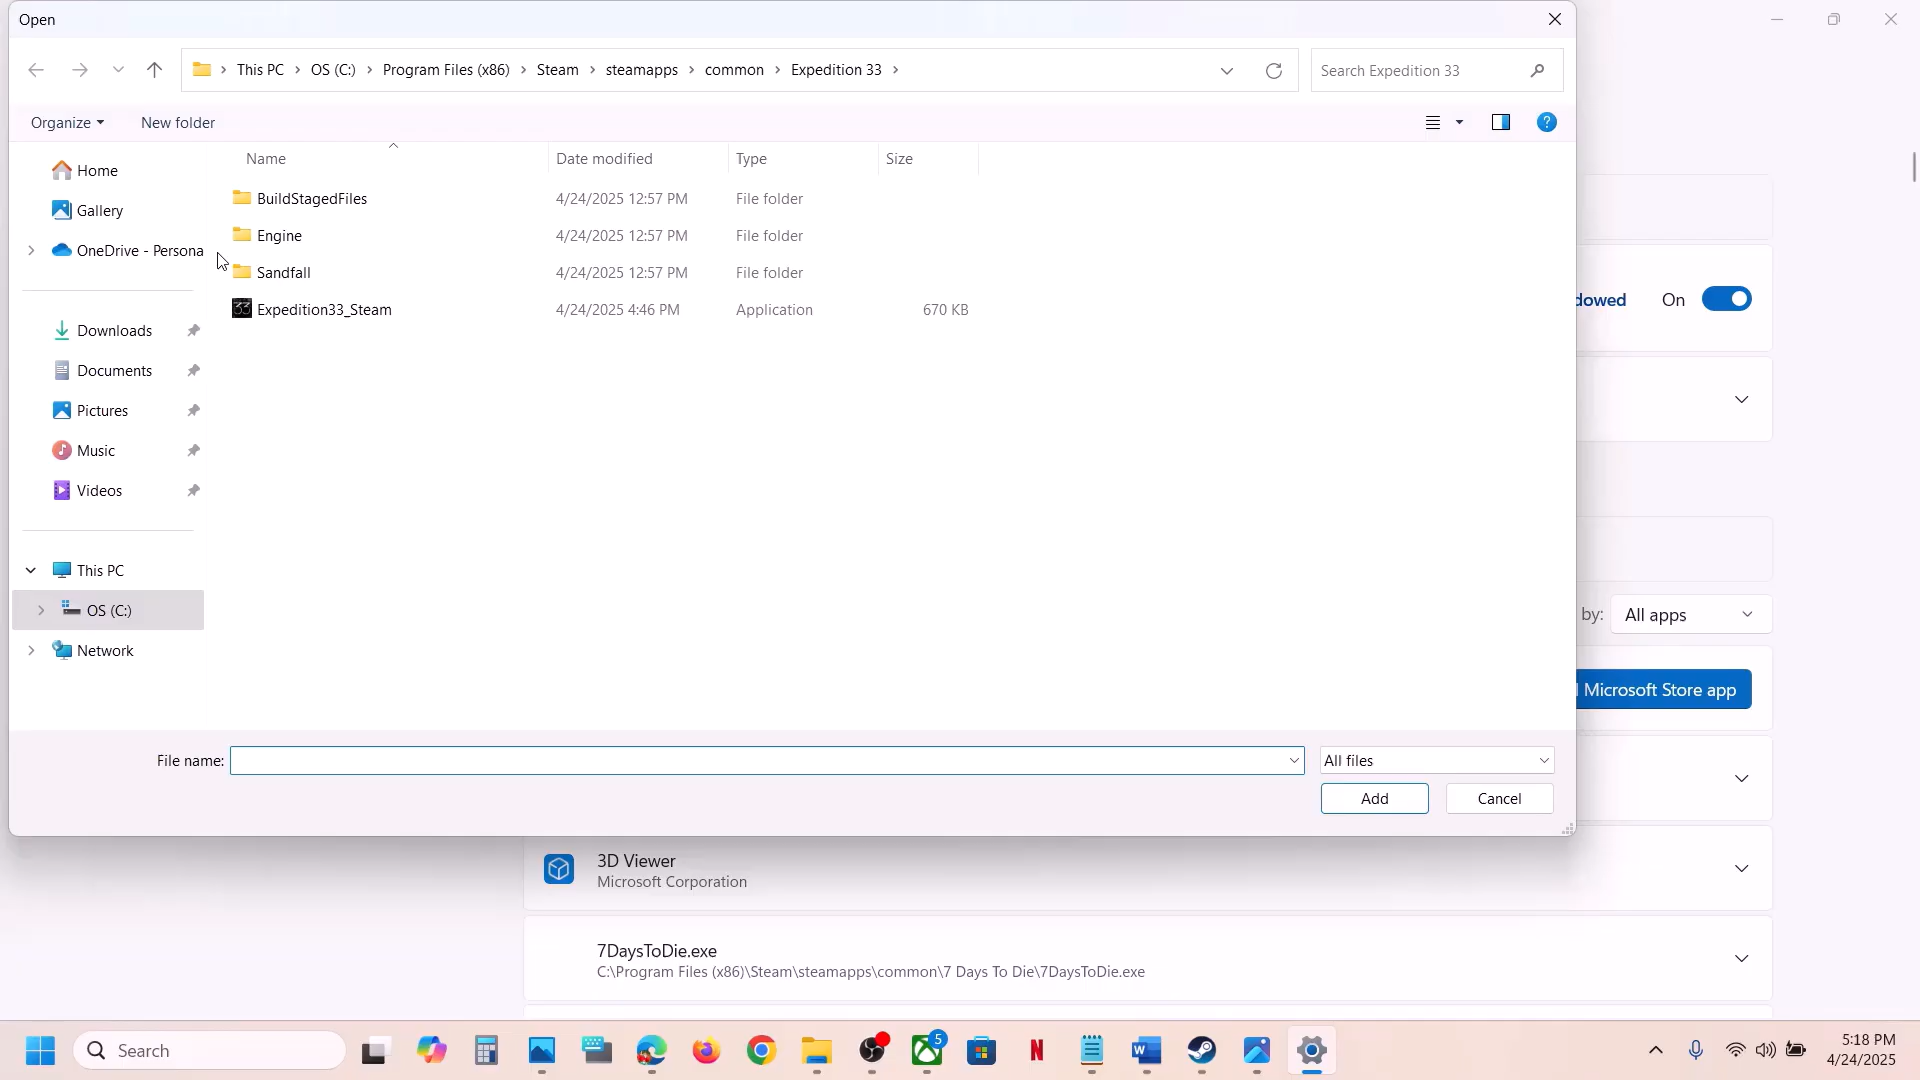 Open
This PC > OS (C:) > Program Files (x86) > Steam > steamapps > common > Expedition 33 >
Search Expedition 33
Organize
New folder
Name
Date modified
Type
Size
Home
Gallery
OneDrive - Persona
Downloads
Documents
Pictures
Music
Videos
This PC
OS (C:)
Network
BuildStagedFiles 4/24/2025 12:57 PM File folder
Engine 4/24/2025 12:57 PM File folder
Sandfall 4/24/2025 12:57 PM File folder
Expedition33_Steam 4/24/2025 4:46 PM Application 670 KB
File name:
All files
Add
Cancel
dowed
On
by:
All apps
Microsoft Store app
3D Viewer
Microsoft Corporation
7DaysToDie.exe
C:\Program Files (x86)\Steam\steamapps\common\7 Days To Die\7DaysToDie.exe
Search
33
5
N
5:18 PM
4/24/2025